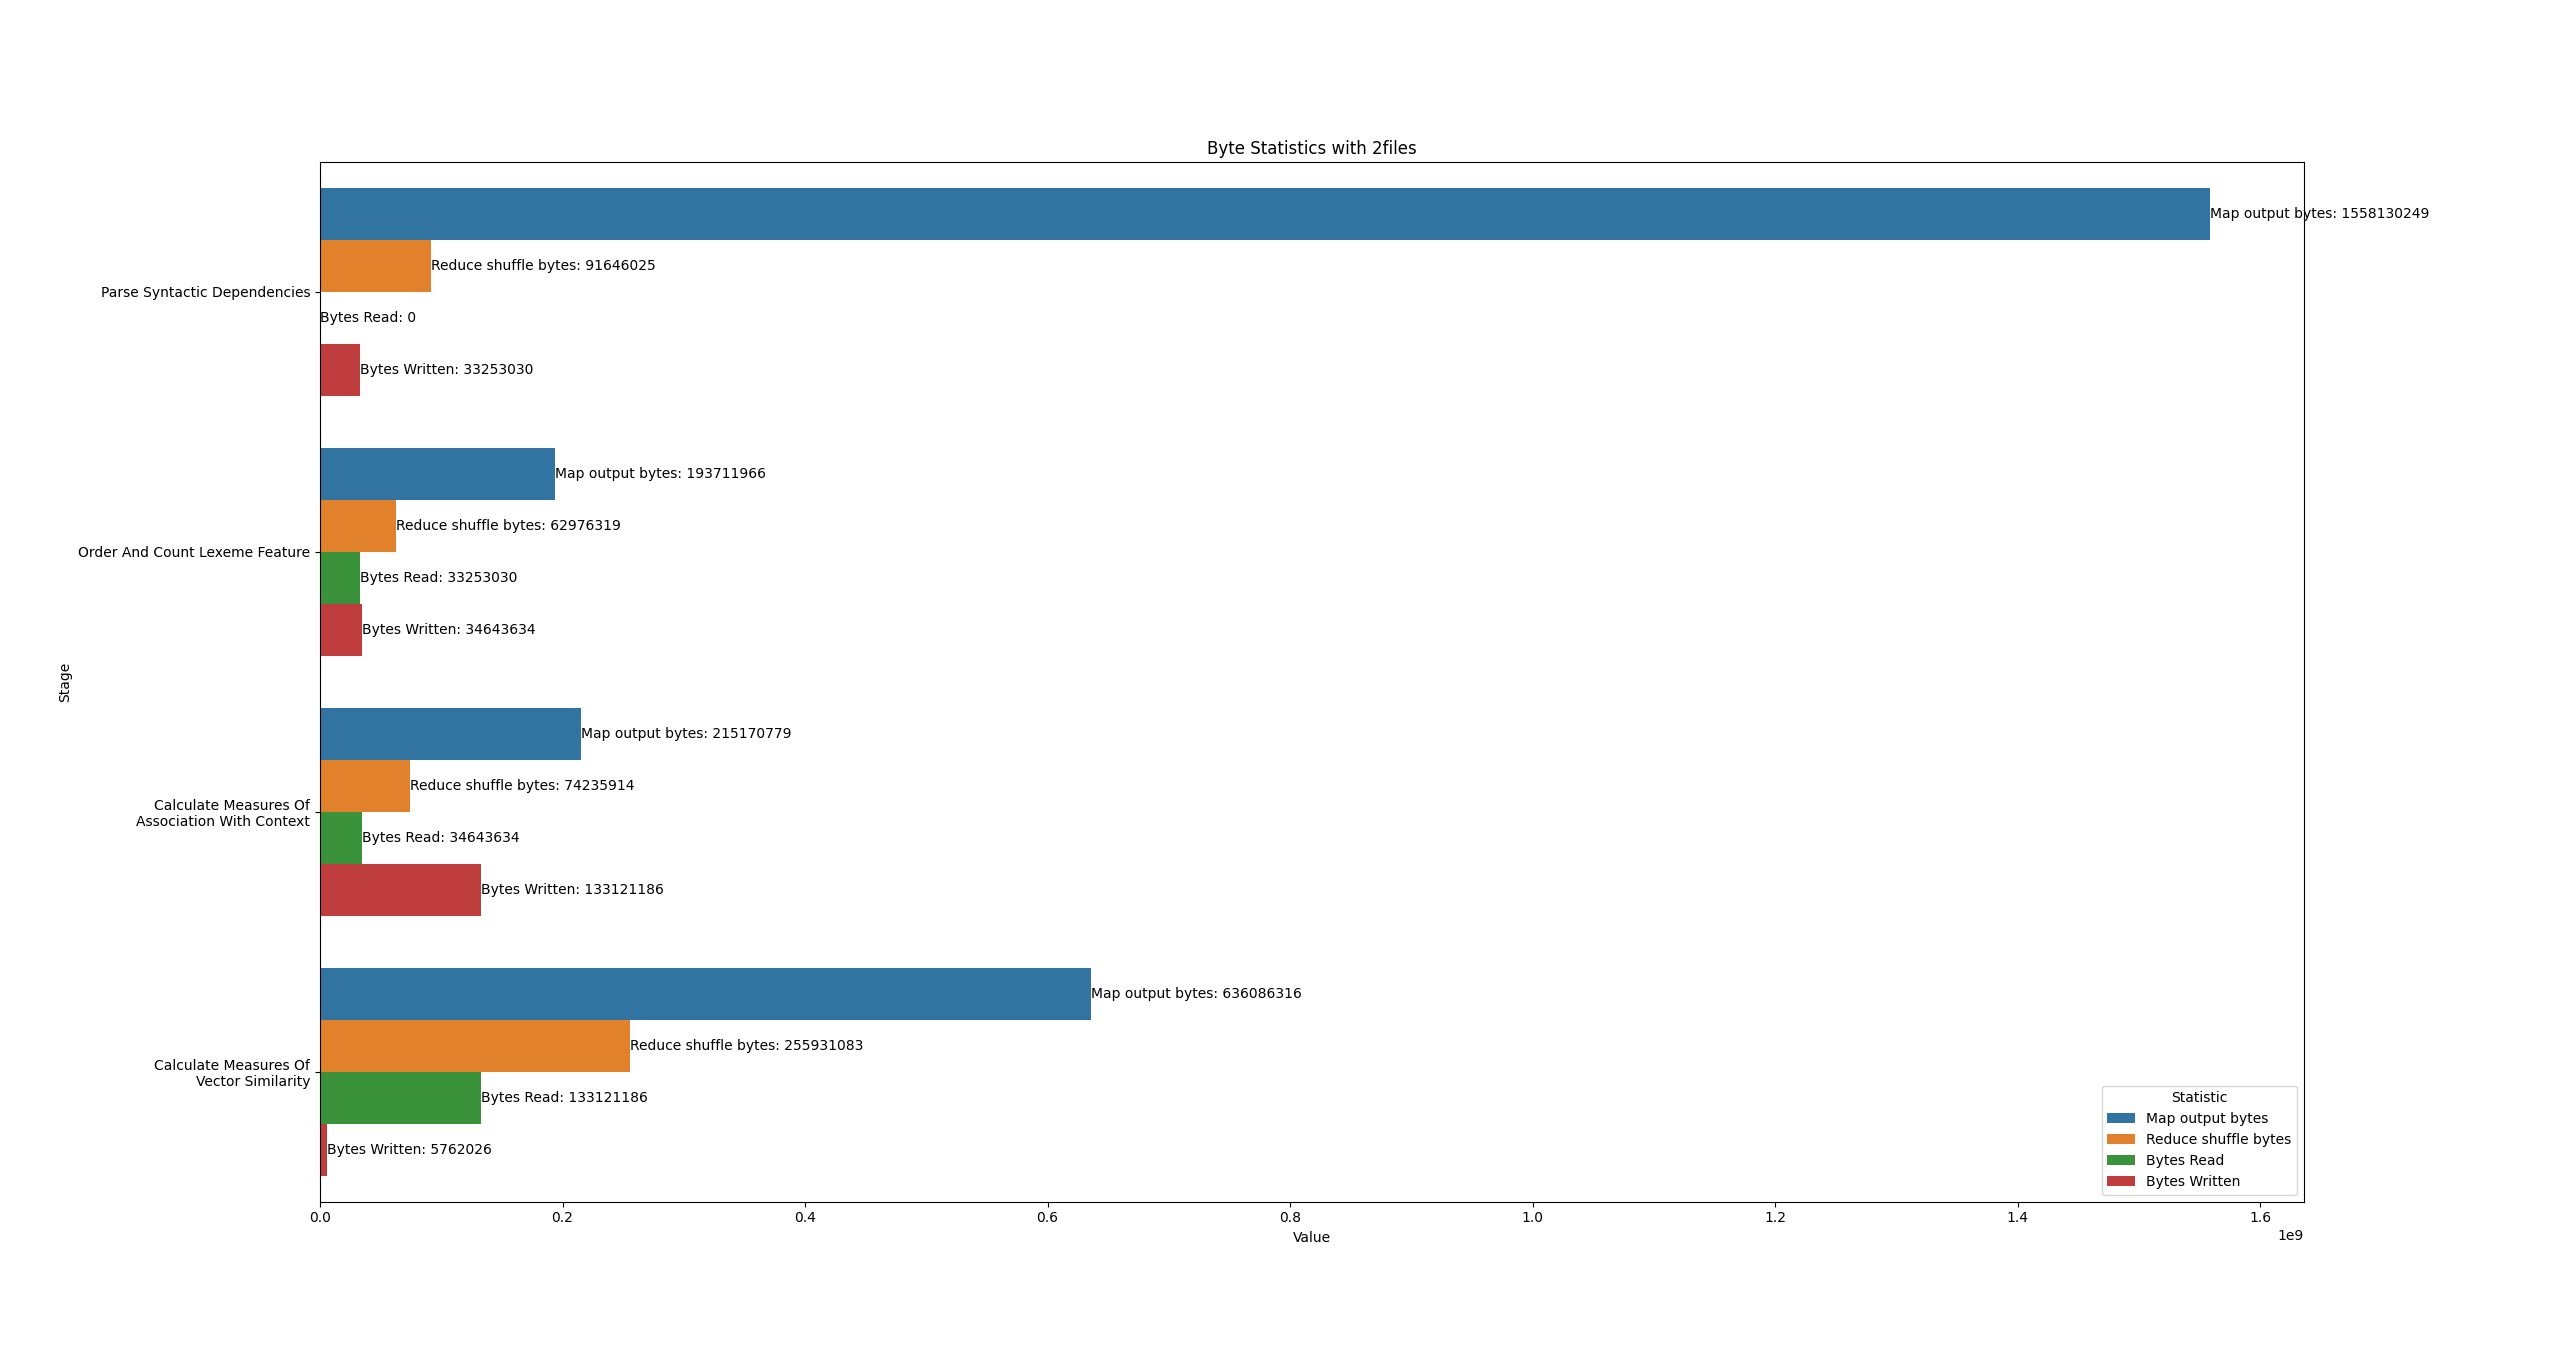 Byte Statistics with 2files
Map output bytes: 1558130249
Reduce shuffle bytes: 91646025
Parse Syntactic Dependencies
Bytes Read: 0
Bytes Written: 33253030
Map output bytes: 193711966
Reduce shuffle bytes: 62976319
Order And Count Lexeme Feature
Bytes Read: 33253030
Bytes Written: 34643634
Stage
Map output bytes: 215170779
Reduce shuffle bytes: 74235914
Calculate Measures Of
Association With Context
Bytes Read: 34643634
Bytes Written: 133121186
Map output bytes: 636086316
Reduce shuffle bytes: 255931083
Calculate Measures Of
Vector Similarity
Bytes Read: 133121186
Bytes Written: 5762026
Statistic
Map output bytes
Reduce shuffle bytes
Bytes Read
Bytes Written
0.0 0.2 0.4 0.6 0.8 1.0 1.2 1.4 1.6
1e9
Value